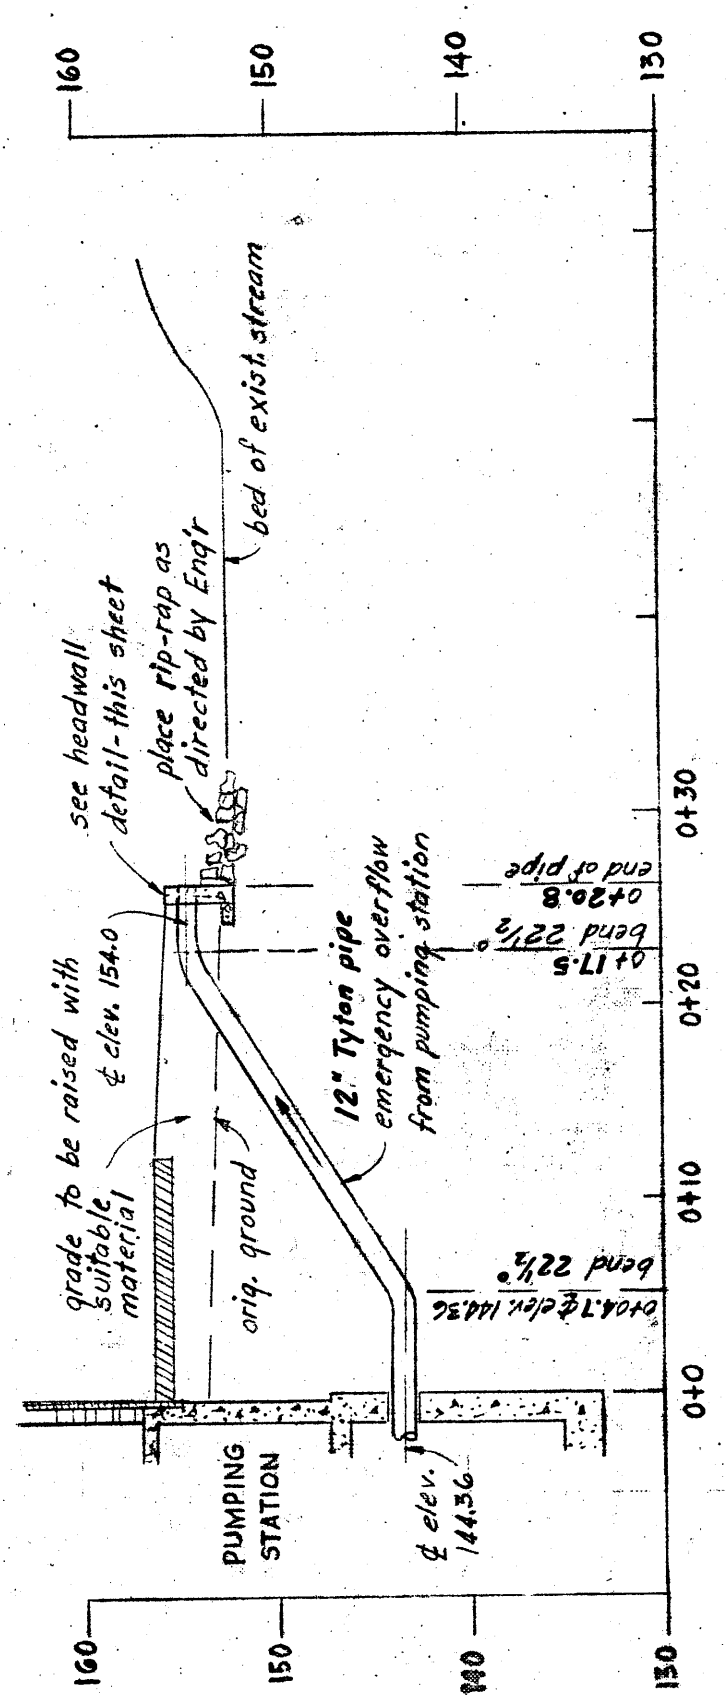 160
150
140
130
160
150
140
130
see headwall
detail-this sheet
place rip-rap as
directed by Eng'r
bed of exist. stream
grade to be raised with
suitable
material
℄ elev. 154.0
orig. ground
12" Tyton pipe
emergency overflow
from pumping station
PUMPING
STATION
℄ elev.
144.36
0+04.7 ℄ elev. 144.36
bend 22½°
0+17.5
bend 22½°
0+20.8
end of pipe
0+0
0+10
0+20
0+30